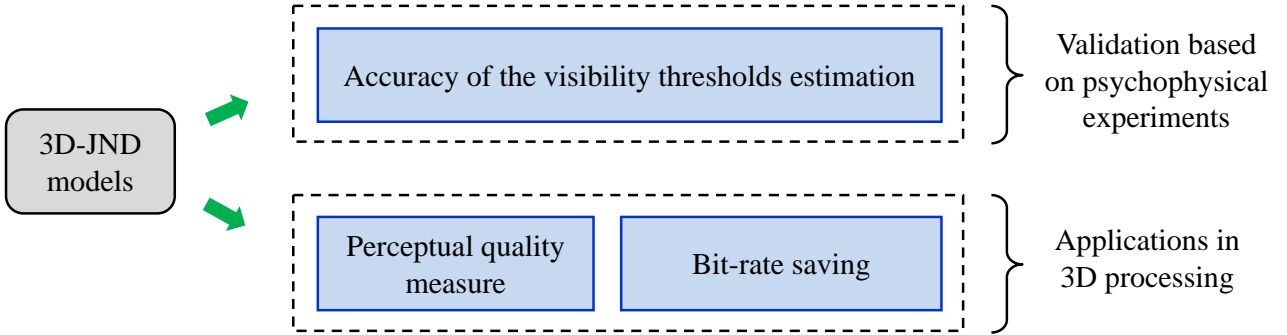 3D-JND
models
Accuracy of the visibility thresholds estimation
Validation based
on psychophysical
experiments
Perceptual quality
measure
Bit-rate saving
Applications in
3D processing